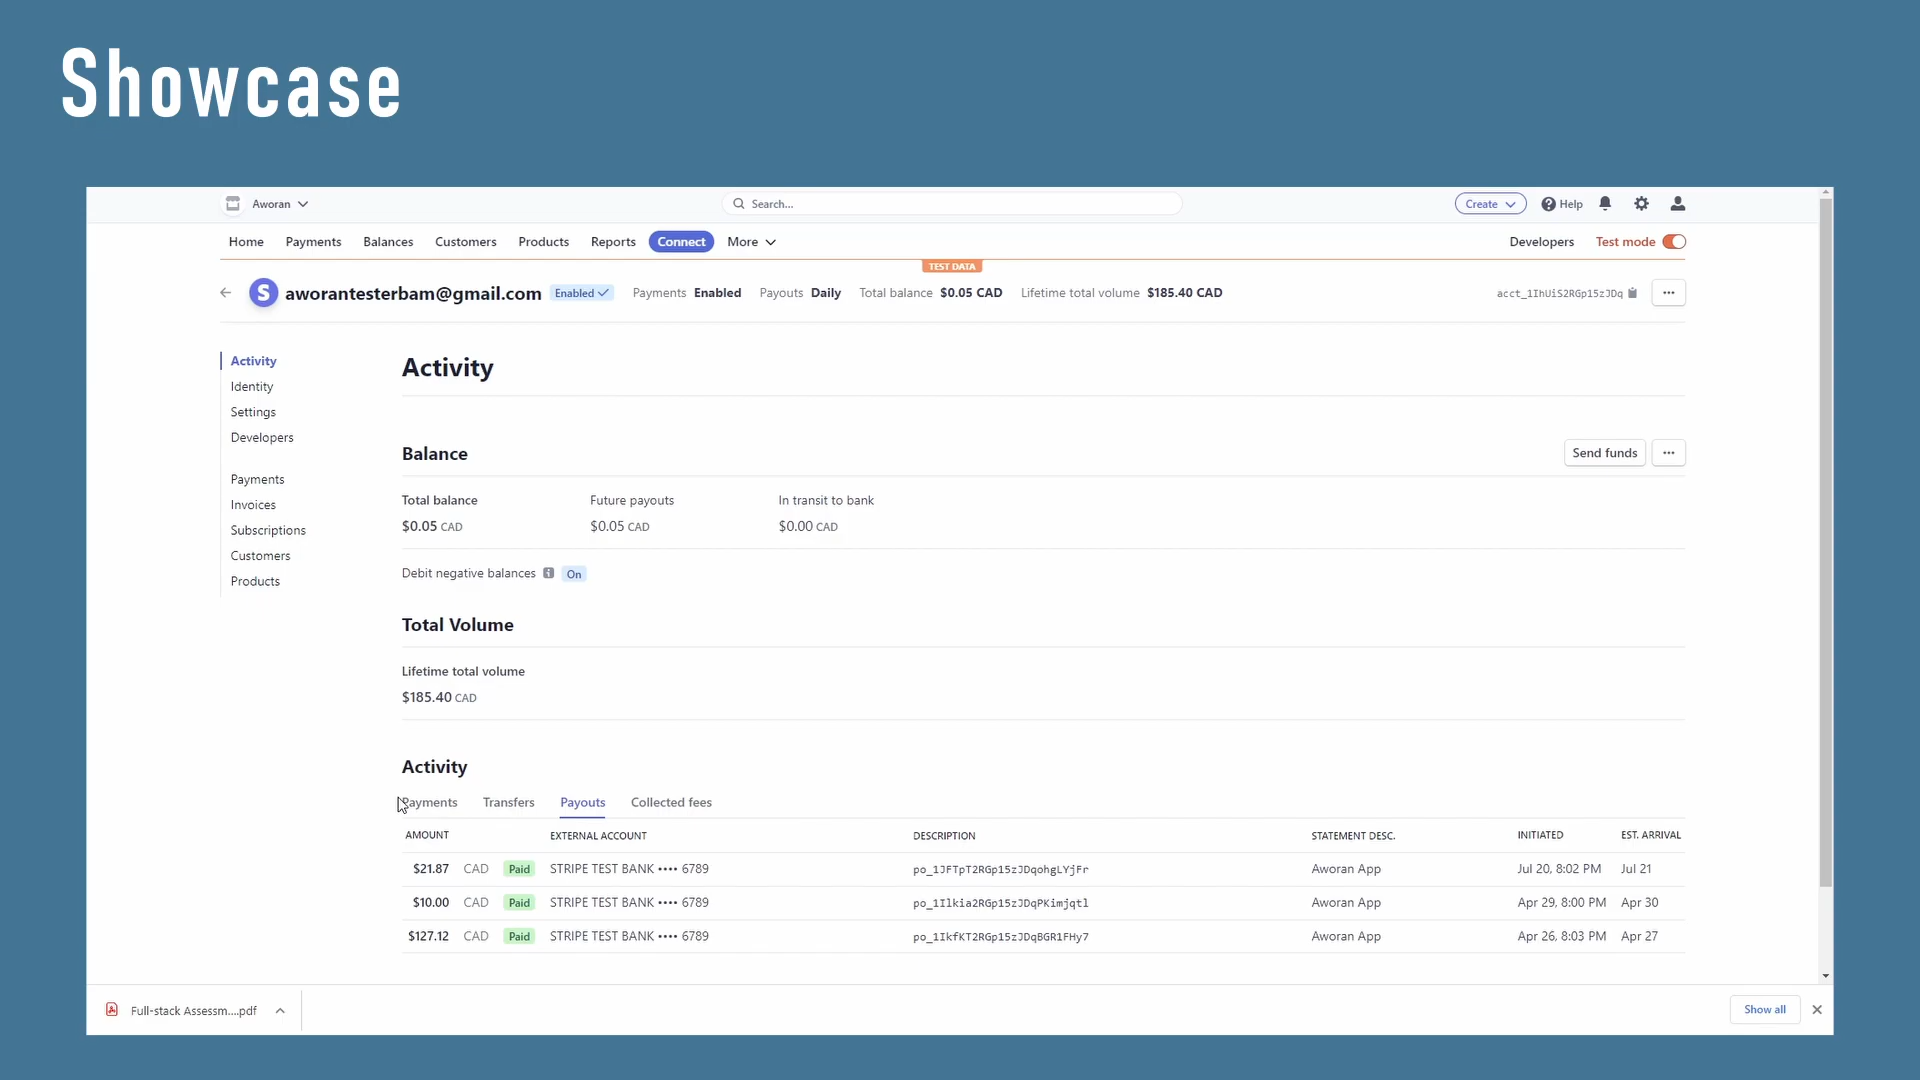 Showcase
Aworan
Search...
Create
Help
Home Payments Balances Customers Products Reports Connect More Developers Test mode
TEST DATA
S aworantesterbam@gmail.com Enabled Payments Enabled Payouts Daily Total balance $0.05 CAD Lifetime total volume $185.40 CAD acct_1IhUiS2RGp15zJDq
Activity
Identity
Settings
Developers
Payments
Invoices
Subscriptions
Customers
Products
Activity
Balance
Send funds
Total balance Future payouts In transit to bank
$0.05 CAD $0.05 CAD $0.00 CAD
Debit negative balances On
Total Volume
Lifetime total volume
$185.40 CAD
Activity
Payments Transfers Payouts Collected fees
AMOUNT EXTERNAL ACCOUNT DESCRIPTION STATEMENT DESC. INITIATED EST. ARRIVAL
$21.87 CAD Paid STRIPE TEST BANK •••• 6789 po_1JFTpT2RGp15zJDqohgLYjFr Aworan App Jul 20, 8:02 PM Jul 21
$10.00 CAD Paid STRIPE TEST BANK •••• 6789 po_1Ilkia2RGp15zJDqPKimjqtl Aworan App Apr 29, 8:00 PM Apr 30
$127.12 CAD Paid STRIPE TEST BANK •••• 6789 po_1IkfKT2RGp15zJDqBGR1FHy7 Aworan App Apr 26, 8:03 PM Apr 27
Full-stack Assessm....pdf
Show all